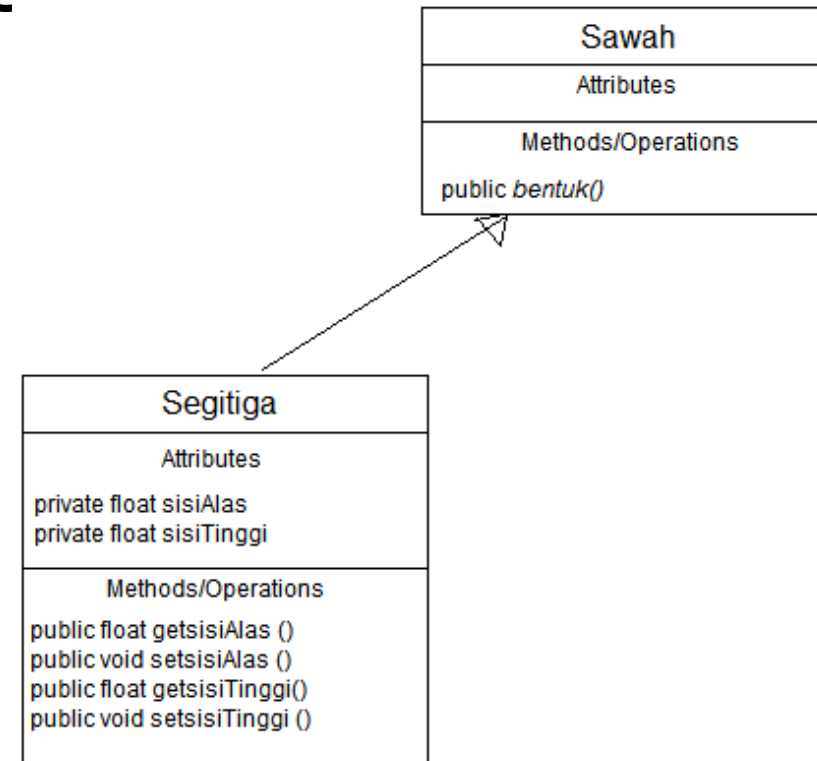 Sawah
Attributes
Methods/Operations
public bentuk()
Segitiga
Attributes
private float sisiAlas
private float sisiTinggi
Methods/Operations
public float getsisiAlas ()
public void setsisiAlas ()
public float getsisiTinggi()
public void setsisiTinggi ()